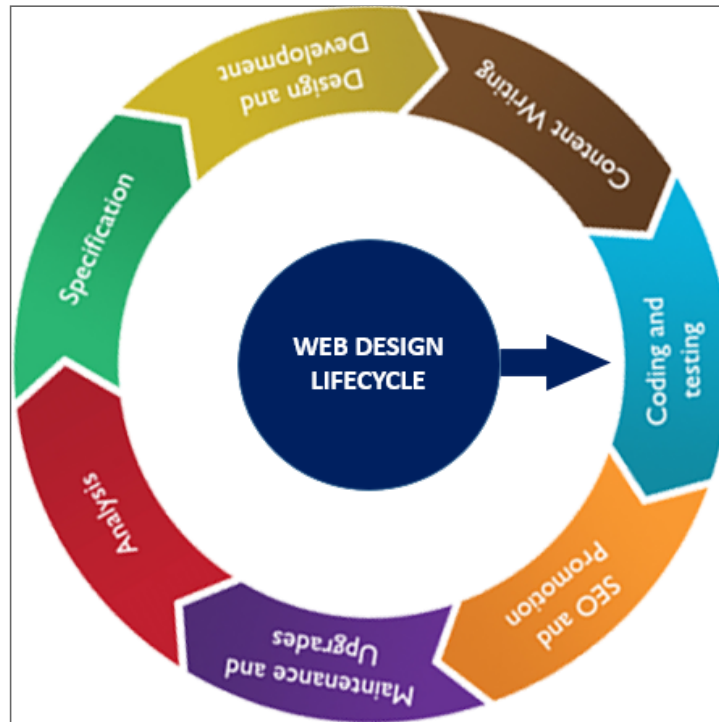 Design and
Development
Content Writing
Specification
WEB DESIGN
LIFECYCLE
Coding and
testing
Analysis
SEO and
Promotion
Maintenance and
Upgrades